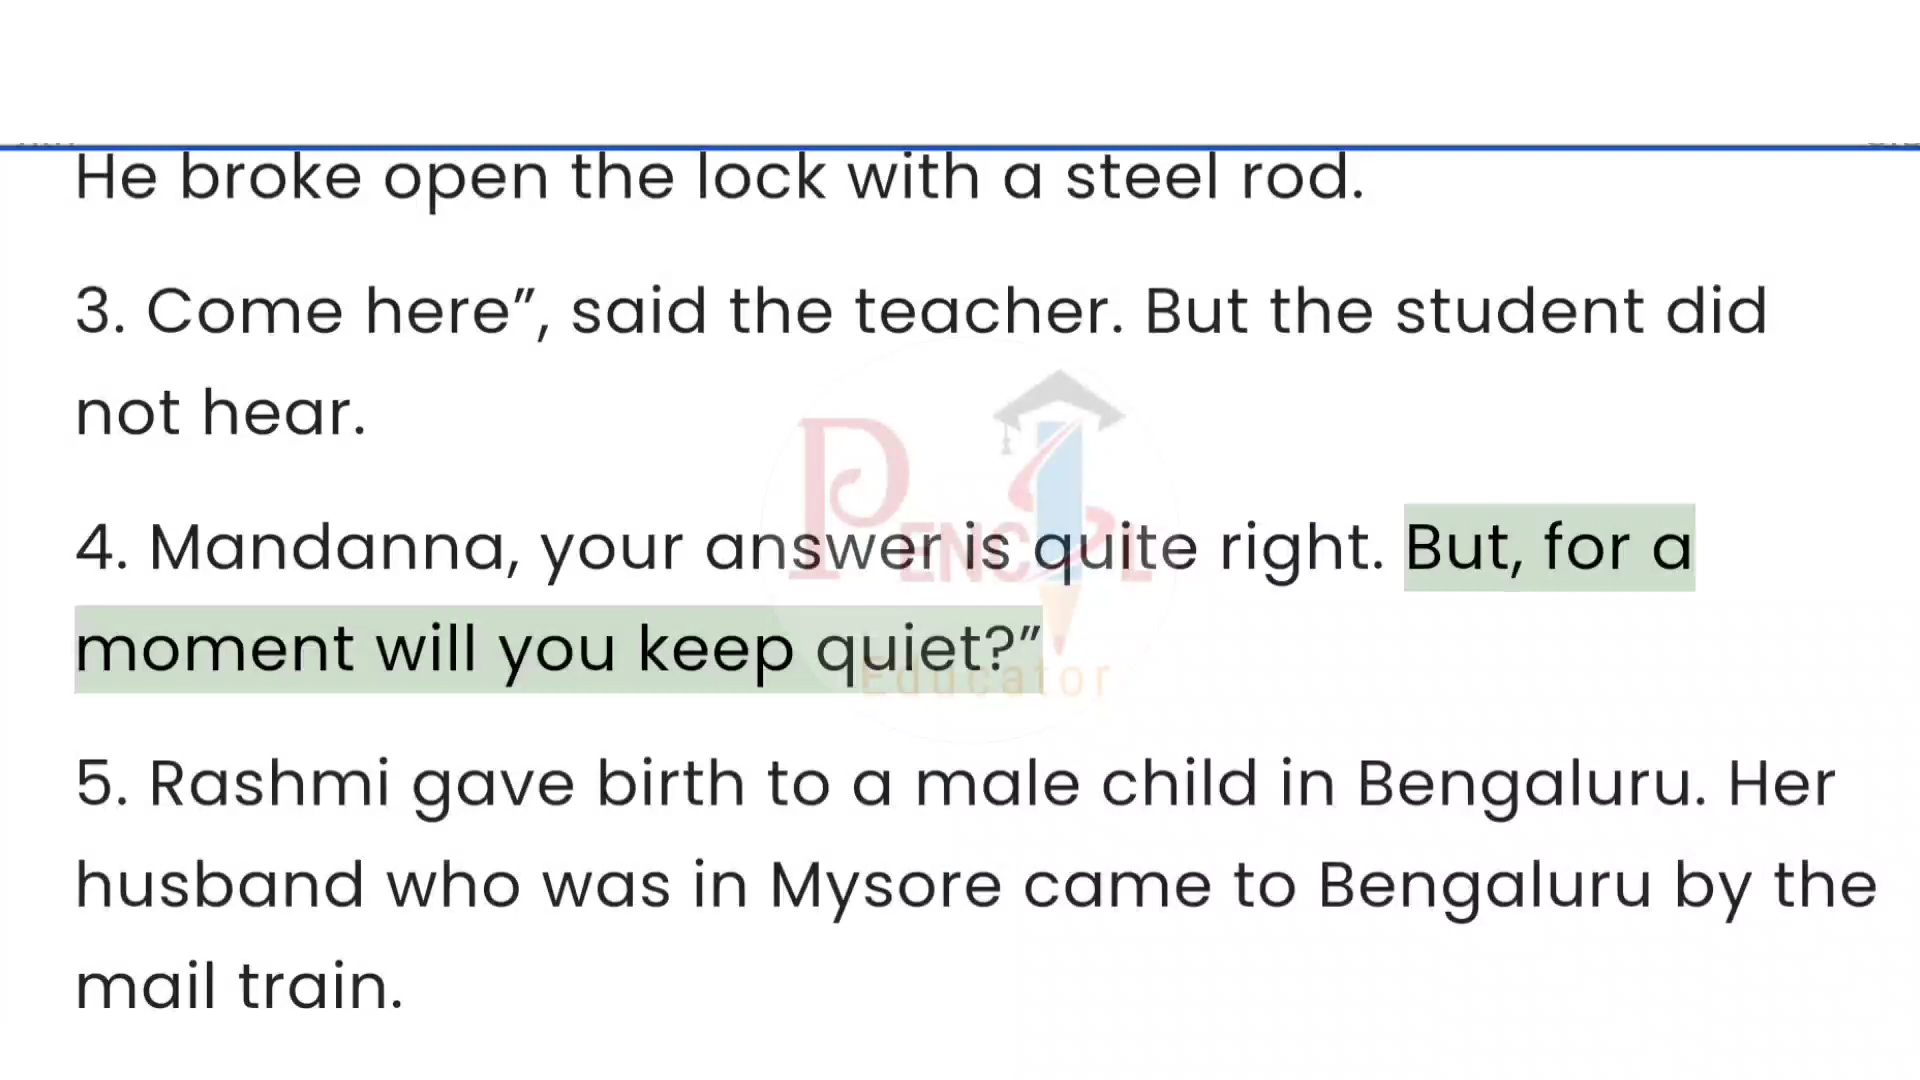 He broke open the lock with a steel rod.
3. Come here”, said the teacher. But the student did
not hear.
4. Mandanna, your answer is quite right. But, for a
moment will you keep quiet?”
5. Rashmi gave birth to a male child in Bengaluru. Her
husband who was in Mysore came to Bengaluru by the
mail train.
PENCIL
Educator